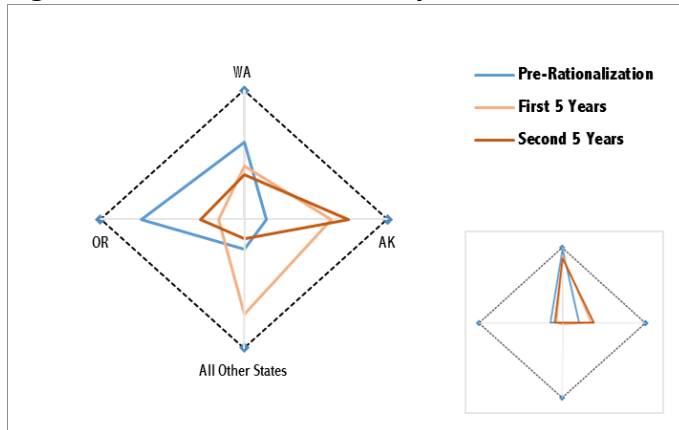 WA
Pre-Rationalization
First 5 Years
Second 5 Years
OR
AK
All Other States